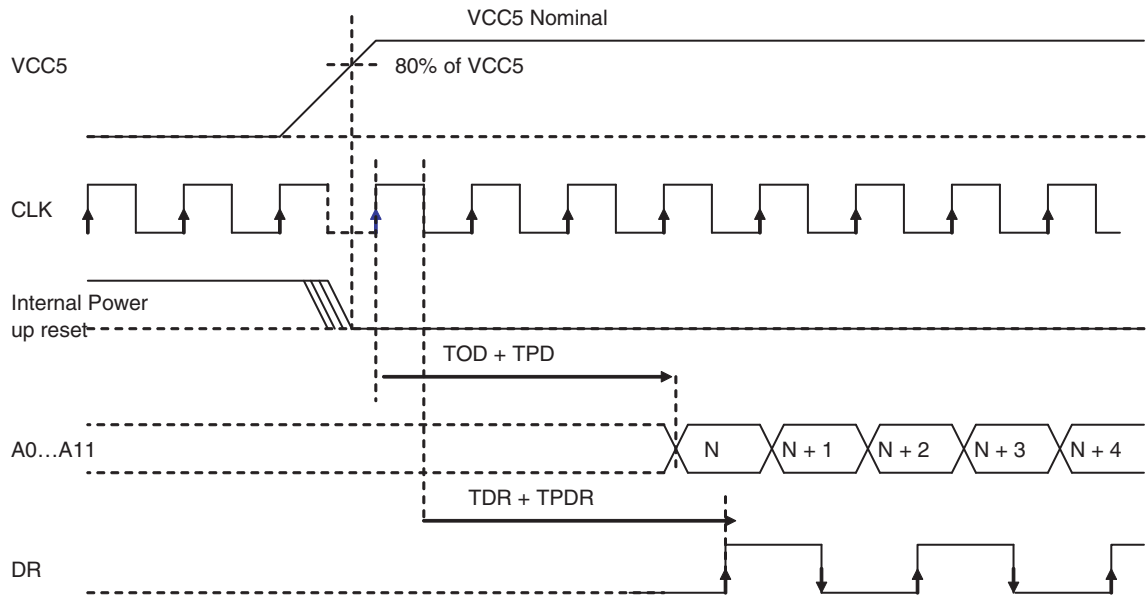 VCC5 Nominal
VCC5
80% of VCC5
CLK
Internal Power
up reset
TOD + TPD
A0…A11
N
N + 1
N + 2
N + 3
N + 4
TDR + TPDR
DR